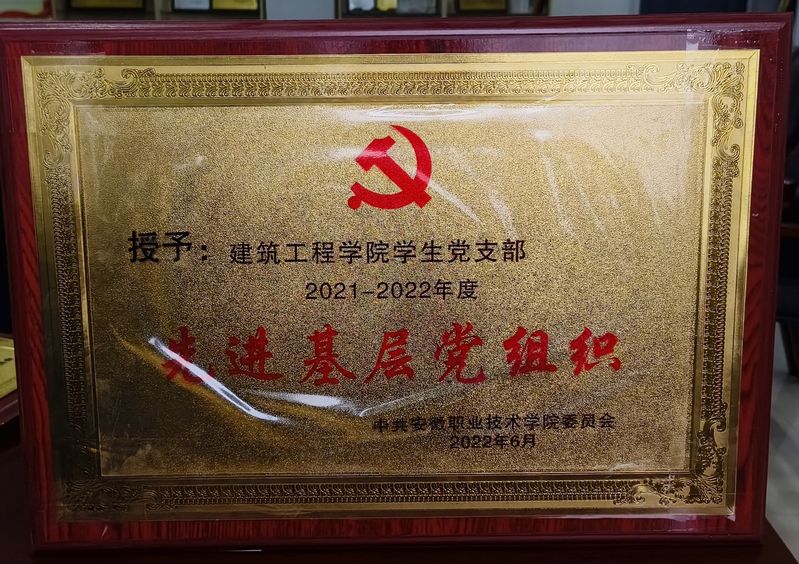 授予：建筑工程学院学生党支部
2021-2022年度
先进基层党组织
中共安徽职业技术学院委员会
2022年6月